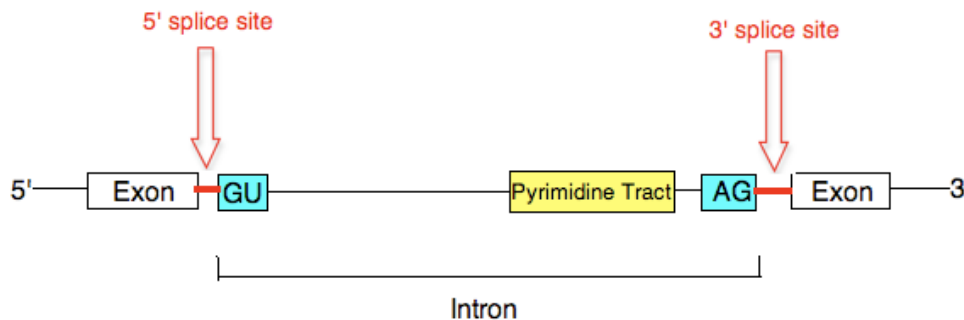 5' splice site
3' splice site
5'
Exon
GU
Pyrimidine Tract
AG
Exon
3'
Intron